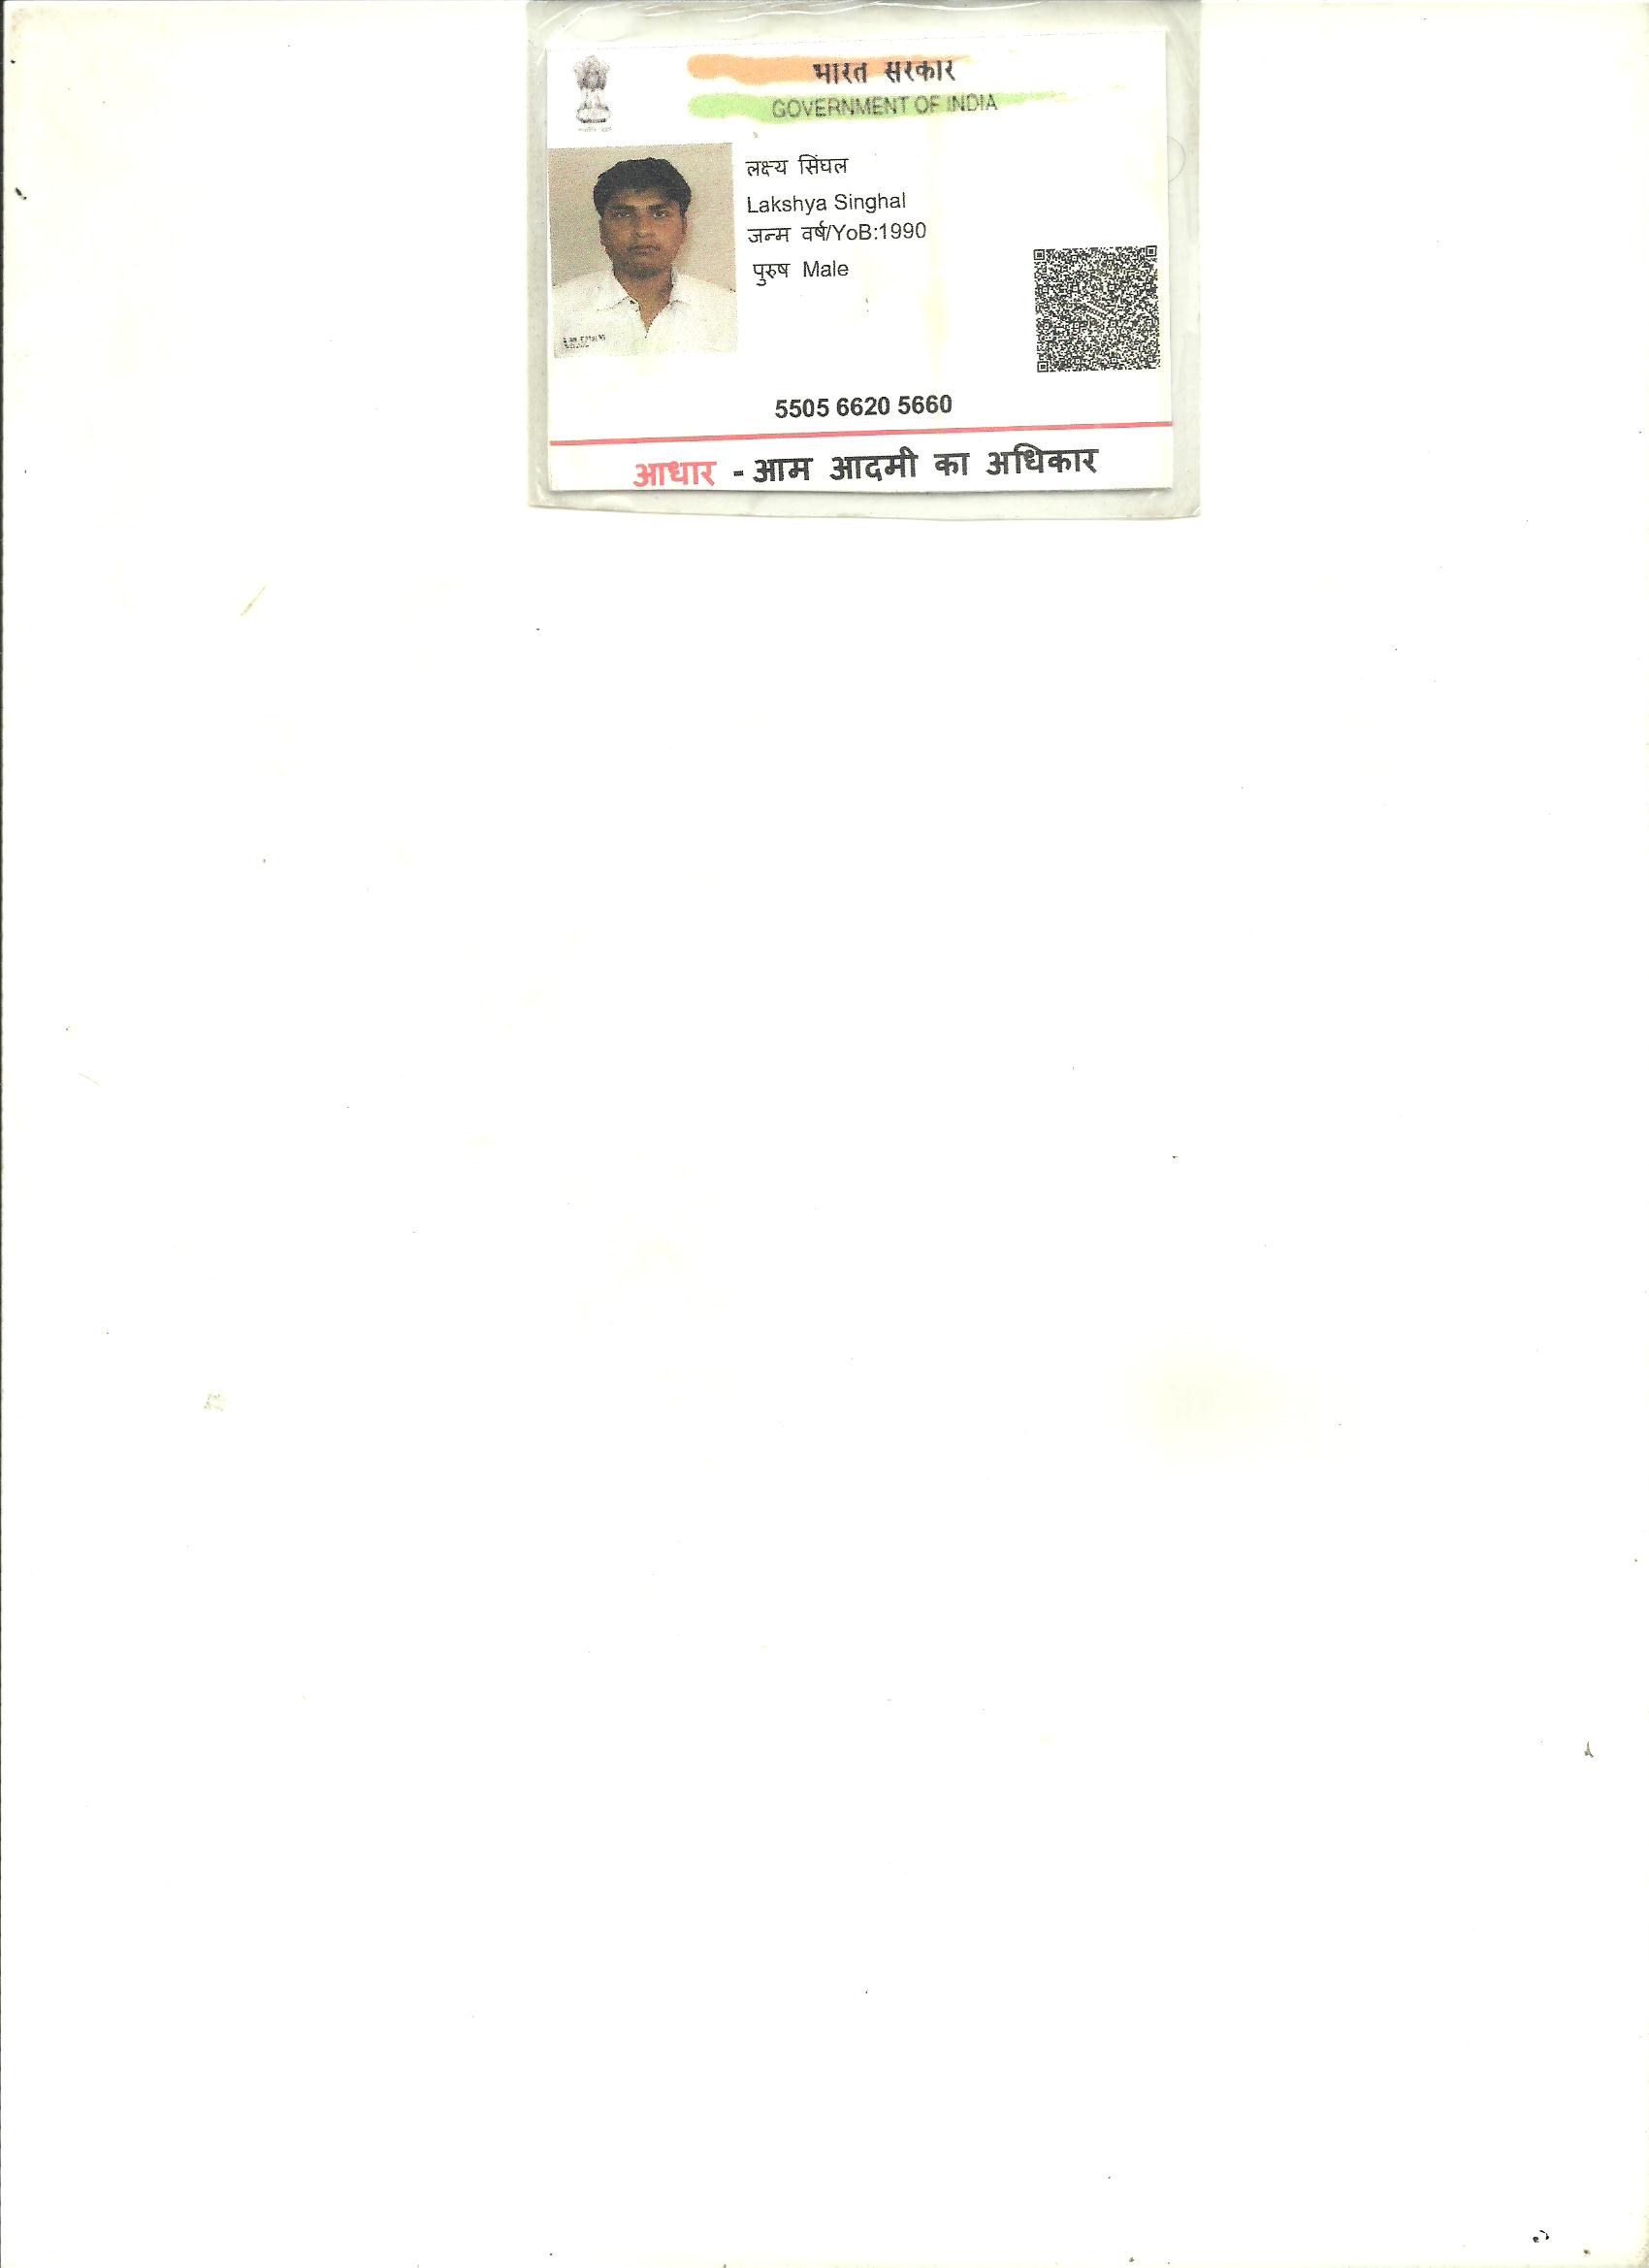 भारत सरकार
GOVERNMENT OF INDIA
लक्ष्य सिंघल
Lakshya Singhal
जन्म वर्ष/YoB:1990
पुरुष Male
5505 6620 5660
आधार - आम आदमी का अधिकार